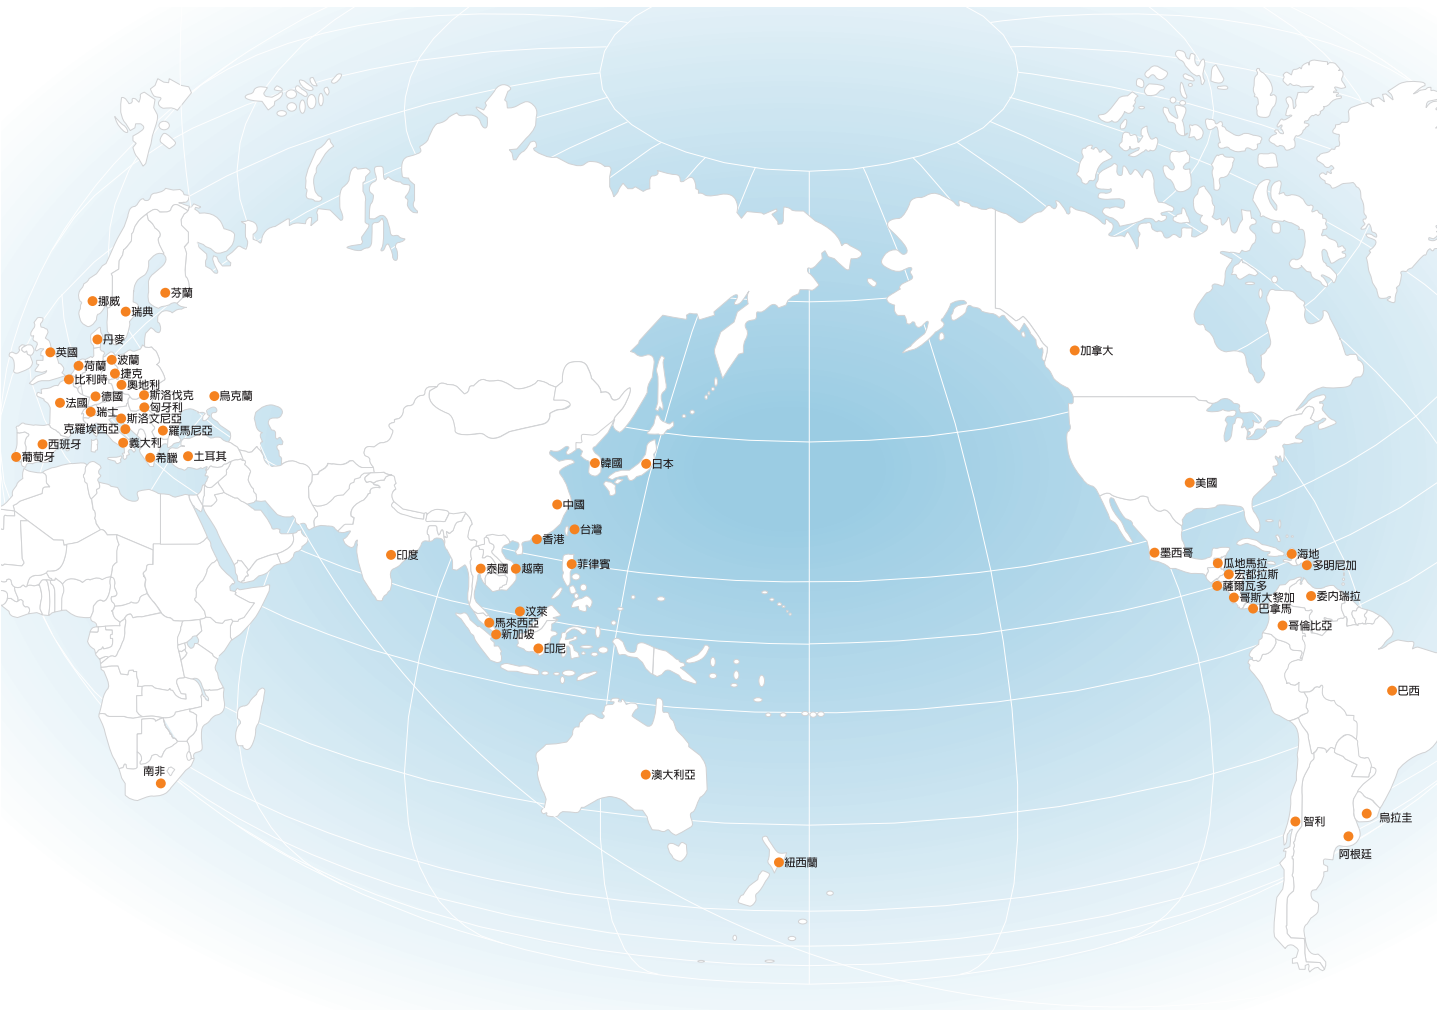 芬蘭
挪威
瑞典
丹麥
英國
波蘭
荷蘭
捷克
比利時
奧地利
斯洛伐克
烏克蘭
德國
法國
匈牙利
瑞士
斯洛文尼亞
克羅埃西亞
羅馬尼亞
義大利
西班牙
葡萄牙
希臘
土耳其
韓國
日本
中國
台灣
香港
印度
菲律賓
泰國
越南
汶萊
馬來西亞
新加坡
印尼
南非
澳大利亞
紐西蘭
加拿大
美國
墨西哥
海地
瓜地馬拉
多明尼加
宏都拉斯
薩爾瓦多
哥斯大黎加
委內瑞拉
巴拿馬
哥倫比亞
巴西
智利
烏拉圭
阿根廷